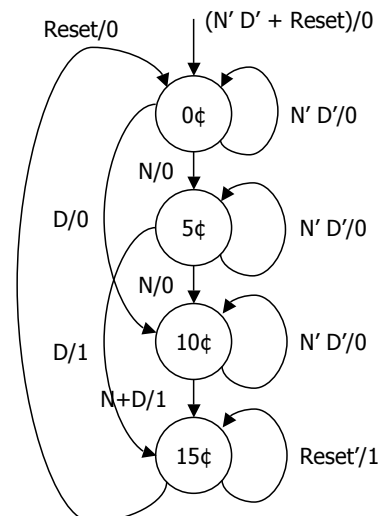 Reset/0
(N' D' + Reset)/0
0¢
N' D'/0
N/0
D/0
5¢
N' D'/0
N/0
10¢
N' D'/0
D/1
N+D/1
15¢
Reset'/1